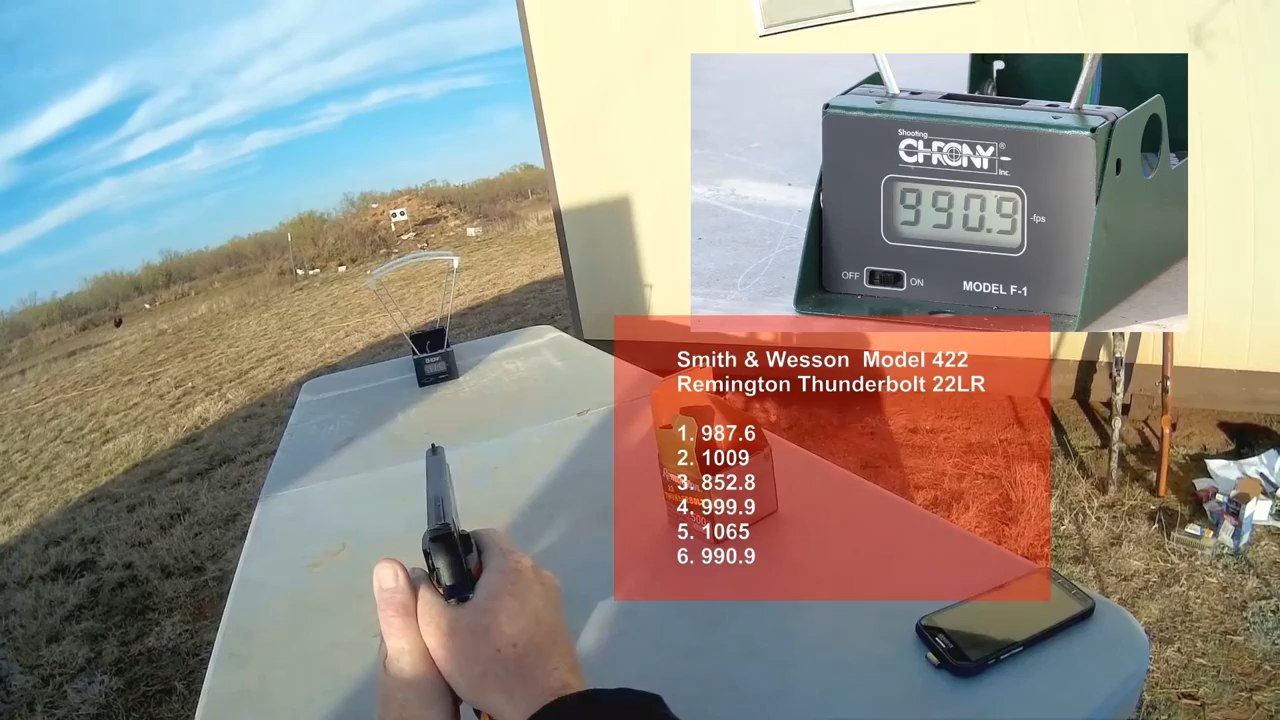 Shooting
CHRONY®
Inc.
990.9
-fps
OFF
ON
MODEL F-1
Smith & Wesson Model 422
Remington Thunderbolt 22LR
1. 987.6
2. 1009
3. 852.8
4. 999.9
5. 1065
6. 990.9
500